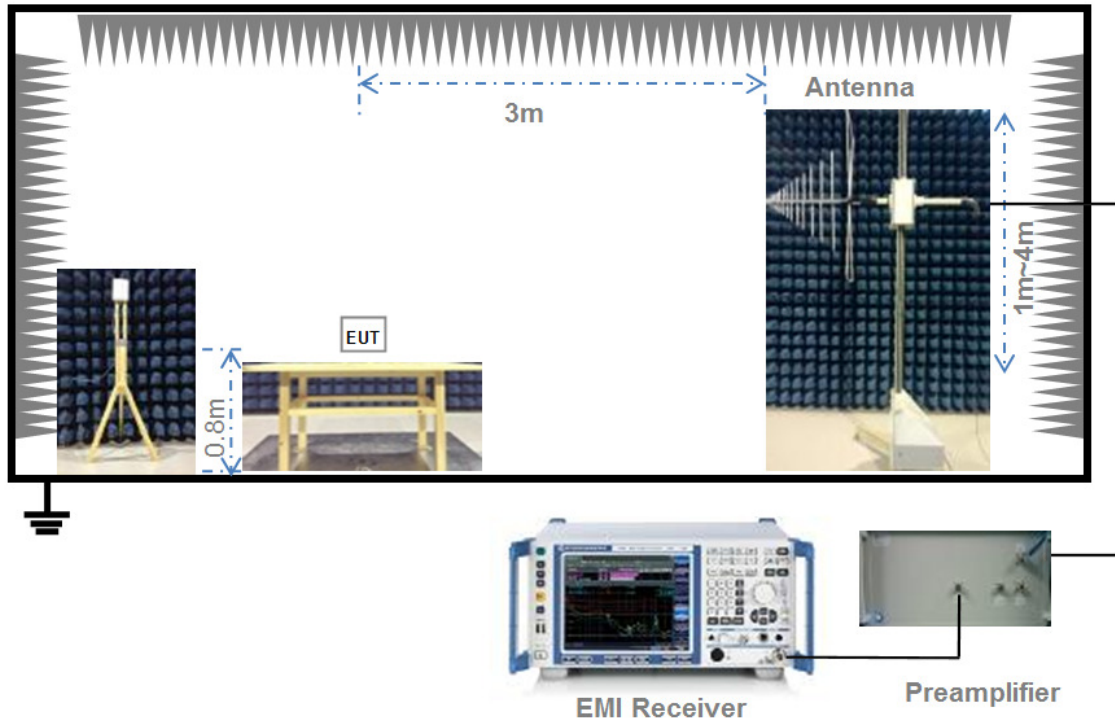 Antenna
3m
1m~4m
EUT
0.8m
EMI Receiver
Preamplifier